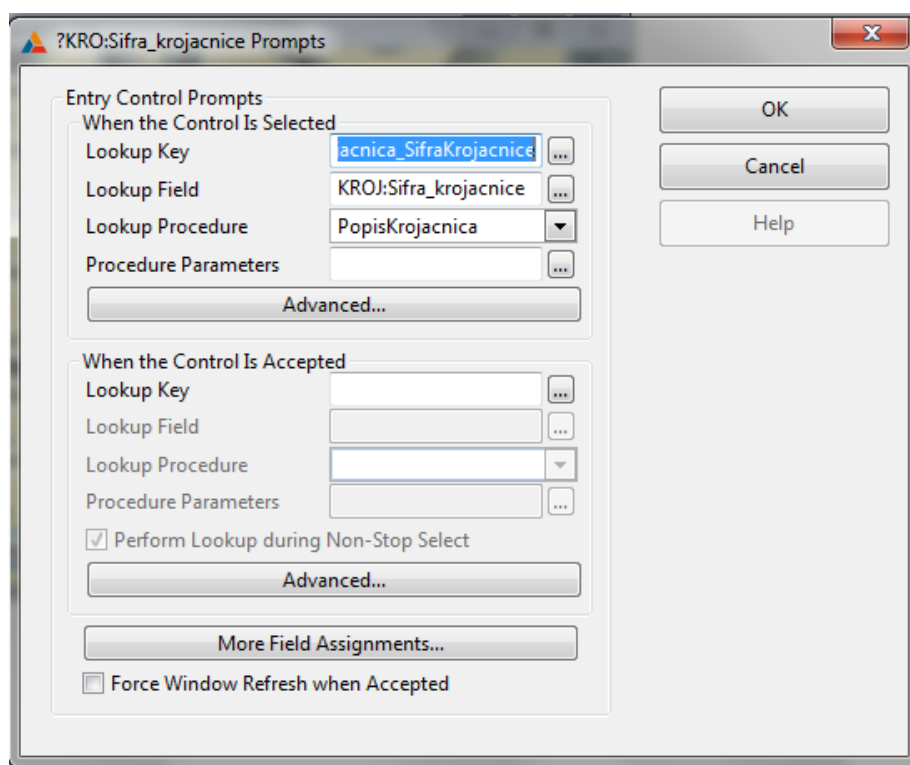 ?KRO:Sifra_krojacnice Prompts
x
Entry Control Prompts
When the Control Is Selected
Lookup Key jacnica_SifraKrojacnice ...
Lookup Field KROJ:Sifra_krojacnice ...
Lookup Procedure PopisKrojacnica
Procedure Parameters ...
Advanced...
When the Control Is Accepted
Lookup Key ...
Lookup Field ...
Lookup Procedure
Procedure Parameters ...
Perform Lookup during Non-Stop Select
Advanced...
More Field Assignments...
Force Window Refresh when Accepted
OK
Cancel
Help